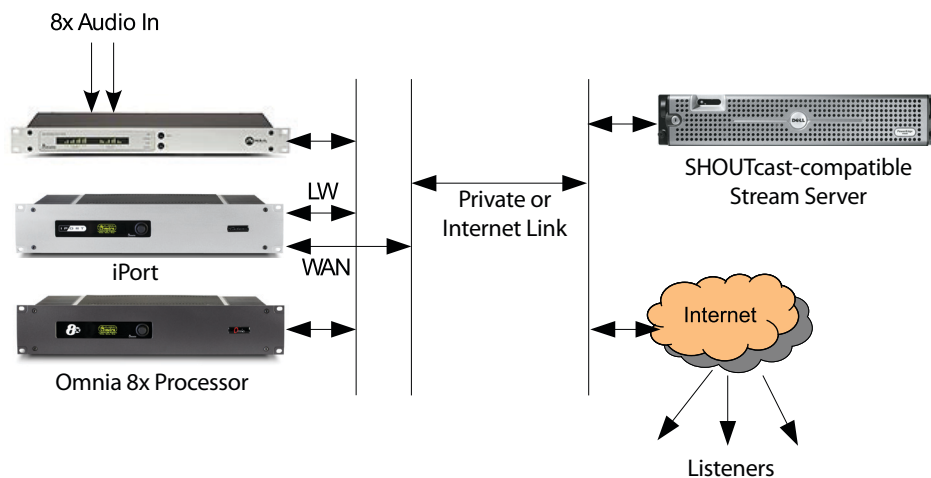 8x Audio In
LW
WAN
iPort
Omnia 8x Processor
Private or
Internet Link
DELL
SHOUTcast-compatible
Stream Server
Internet
Listeners